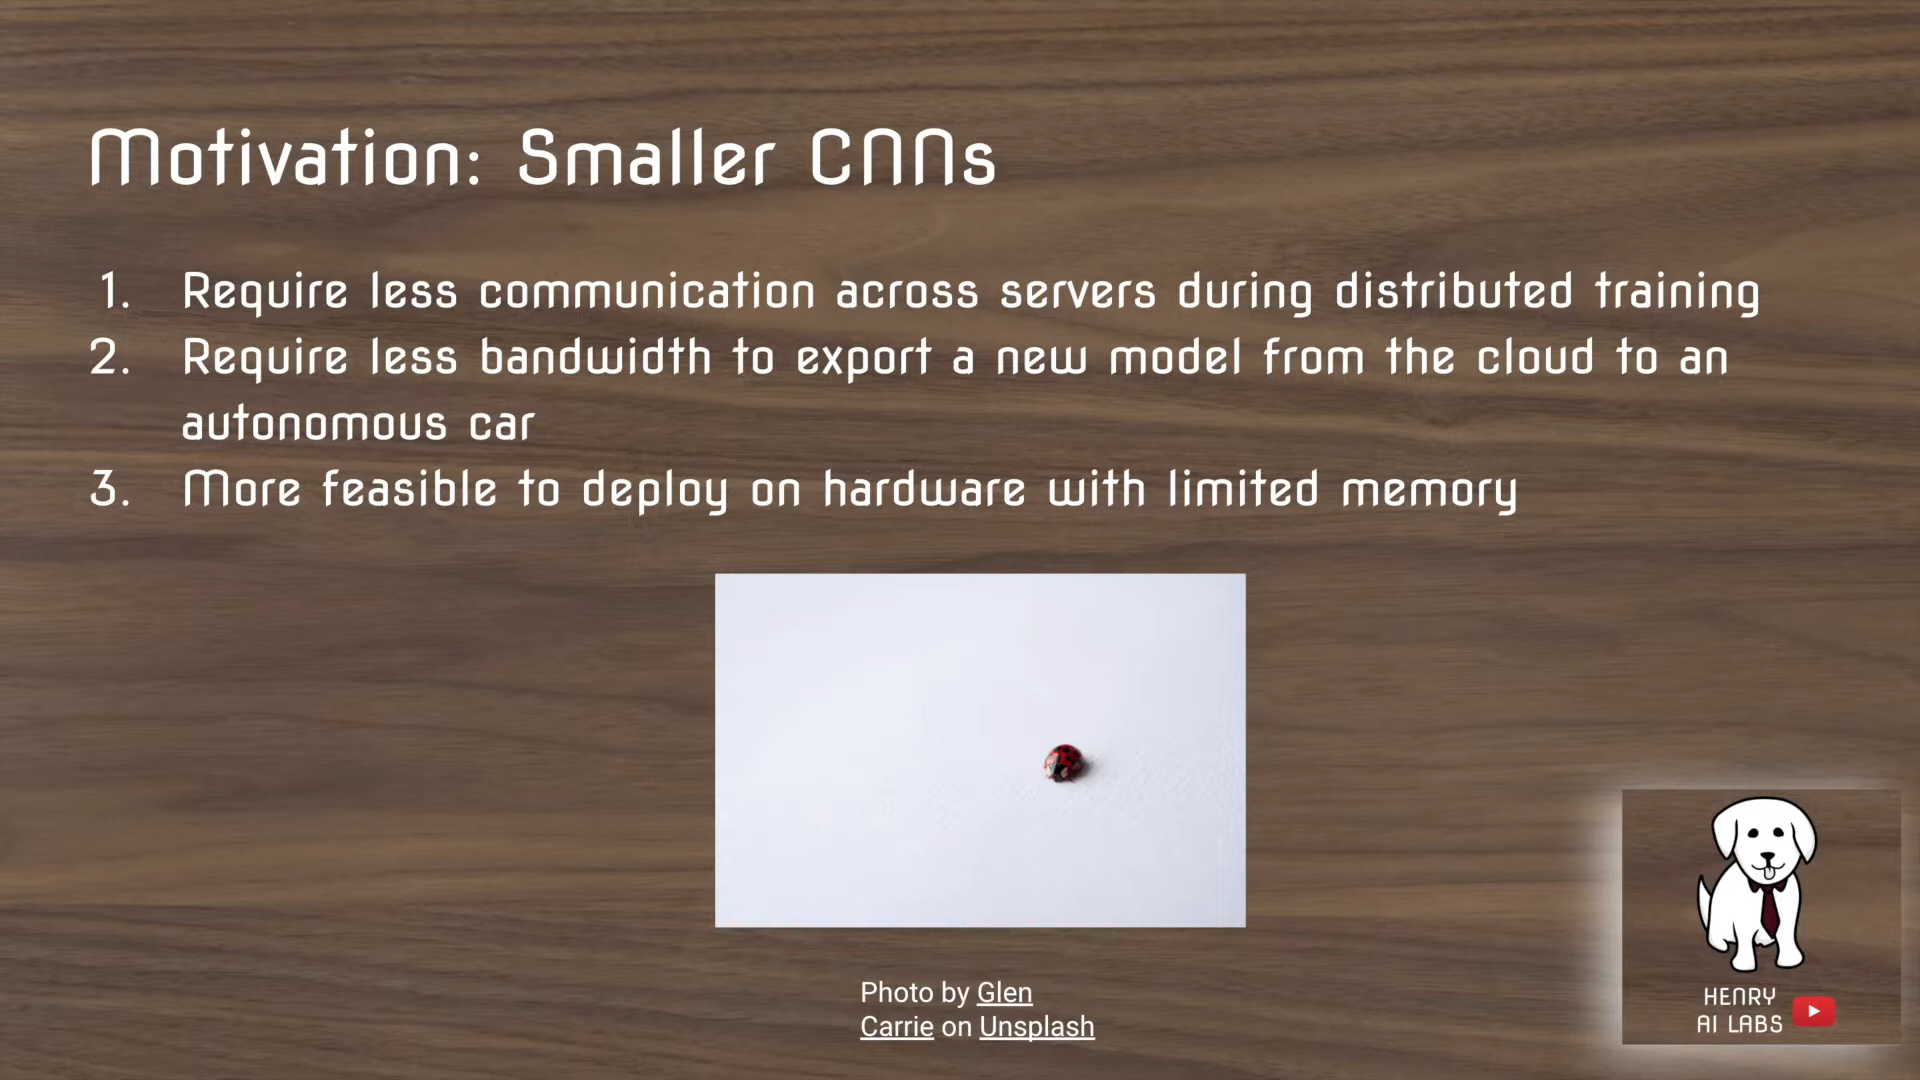 Motivation: Smaller CNNs
1. Require less communication across servers during distributed training
2. Require less bandwidth to export a new model from the cloud to an
autonomous car
3. More feasible to deploy on hardware with limited memory
Photo by Glen
Carrie on Unsplash
HENRY
AI LABS